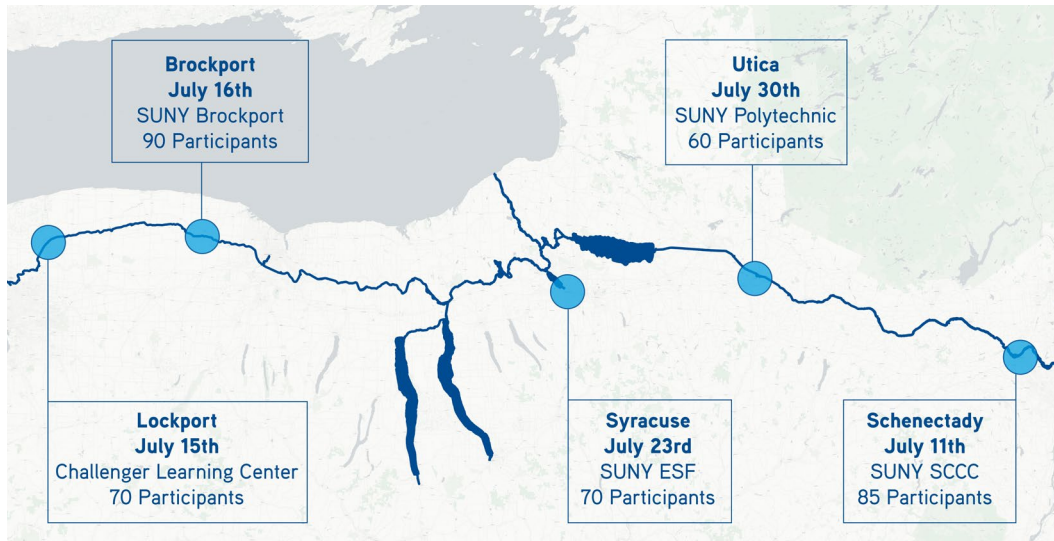 Brockport
July 16th
SUNY Brockport
90 Participants
Utica
July 30th
SUNY Polytechnic
60 Participants
Lockport
July 15th
Challenger Learning Center
70 Participants
Syracuse
July 23rd
SUNY ESF
70 Participants
Schenectady
July 11th
SUNY SCCC
85 Participants